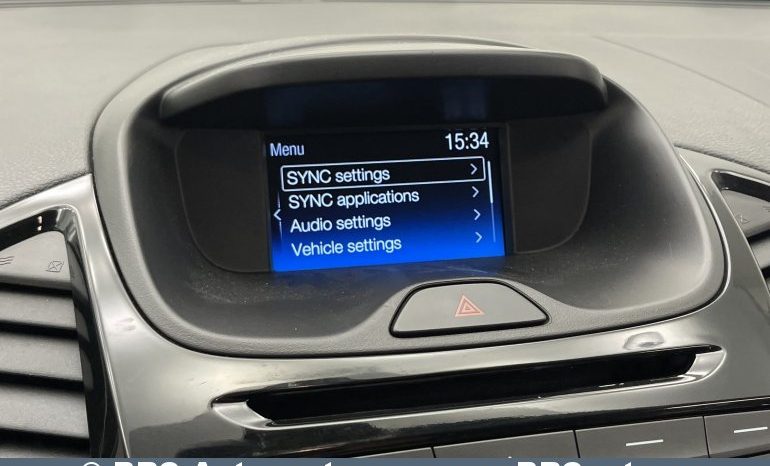 Menu 15:34
SYNC settings
SYNC applications
Audio settings
Vehicle settings